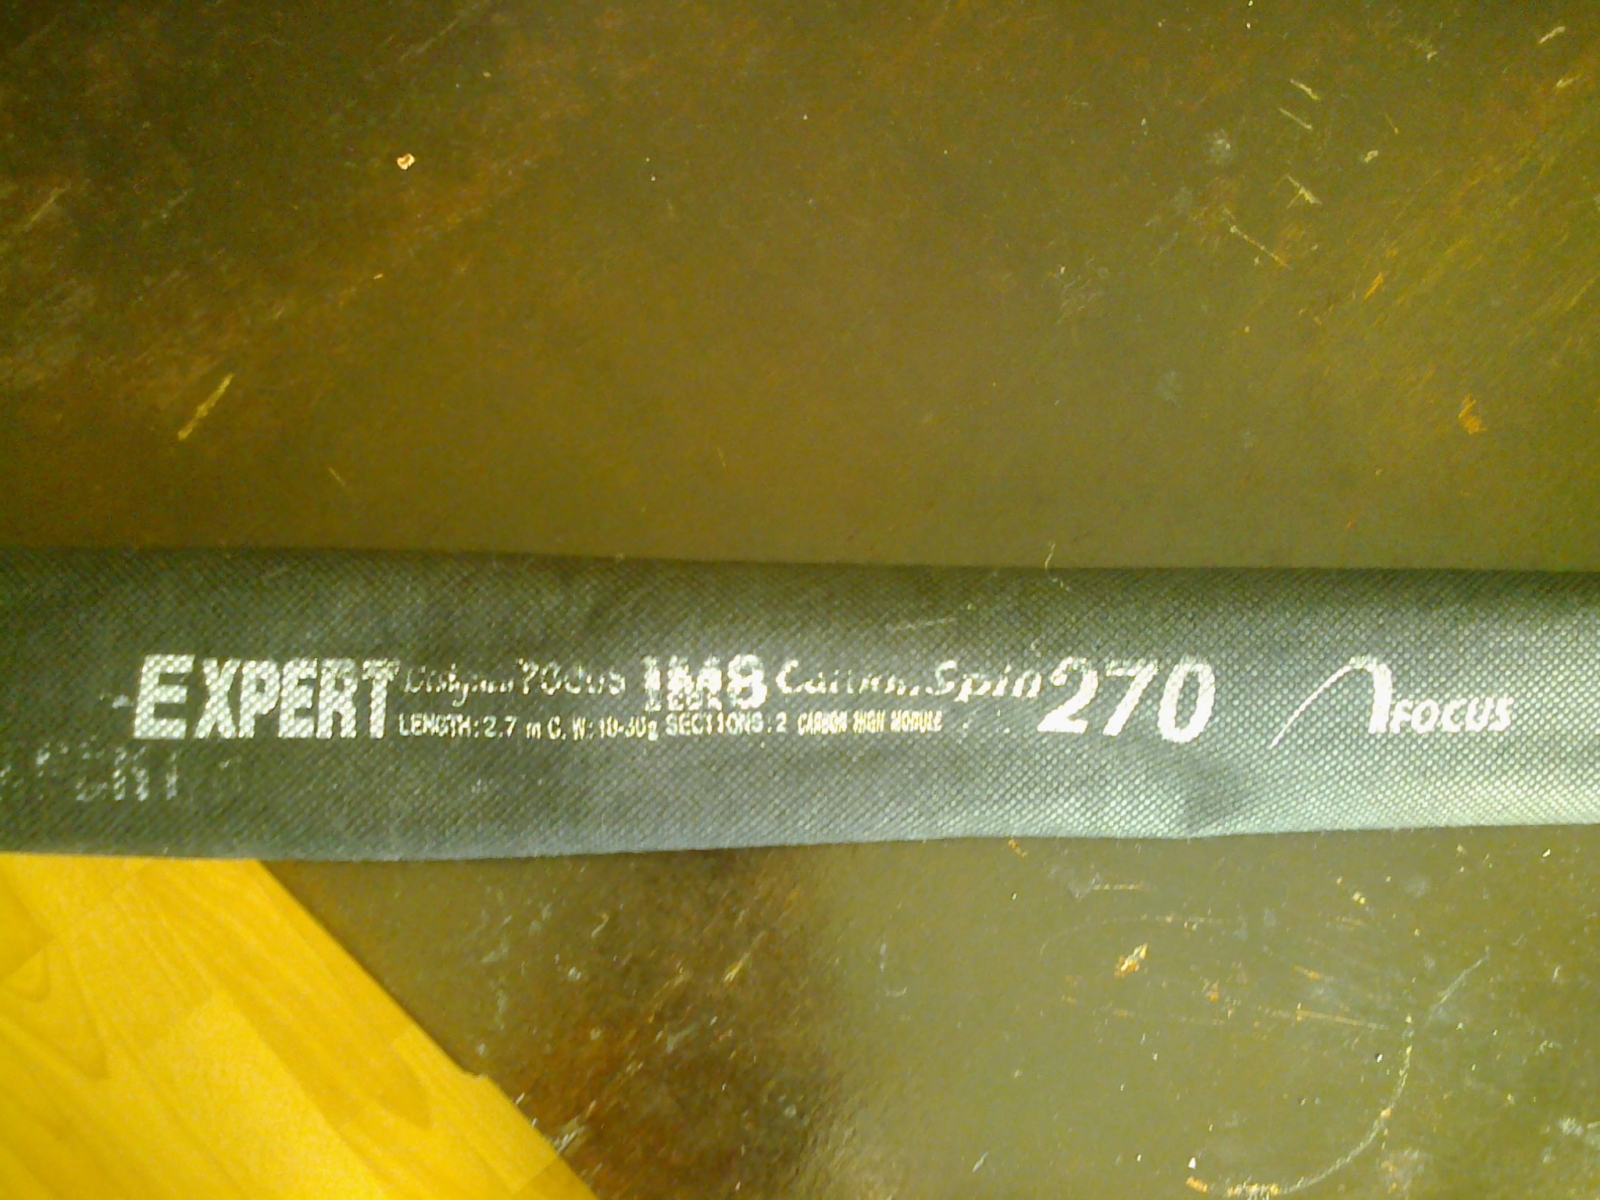 EXPERT Focus IM8 Carbon Spin 270 FOCUS
LENGTH: 2.7 m C.W: 10-30g SECTIONS: 2 CARBON HIGH MODULE